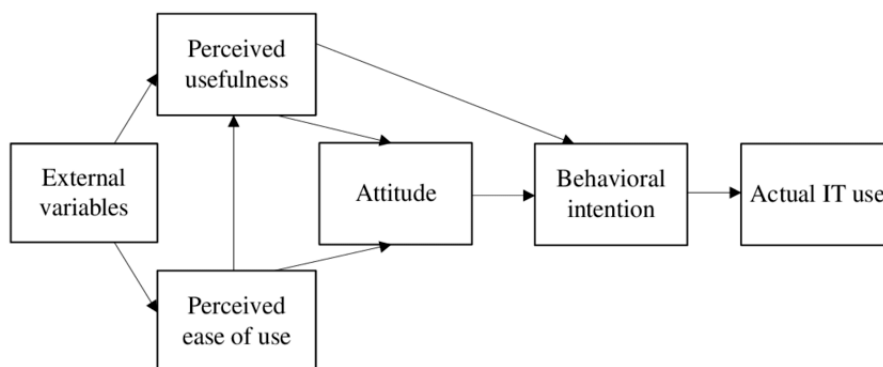 Perceived
usefulness
External
variables
Attitude
Behavioral
intention
Actual IT use
Perceived
ease of use